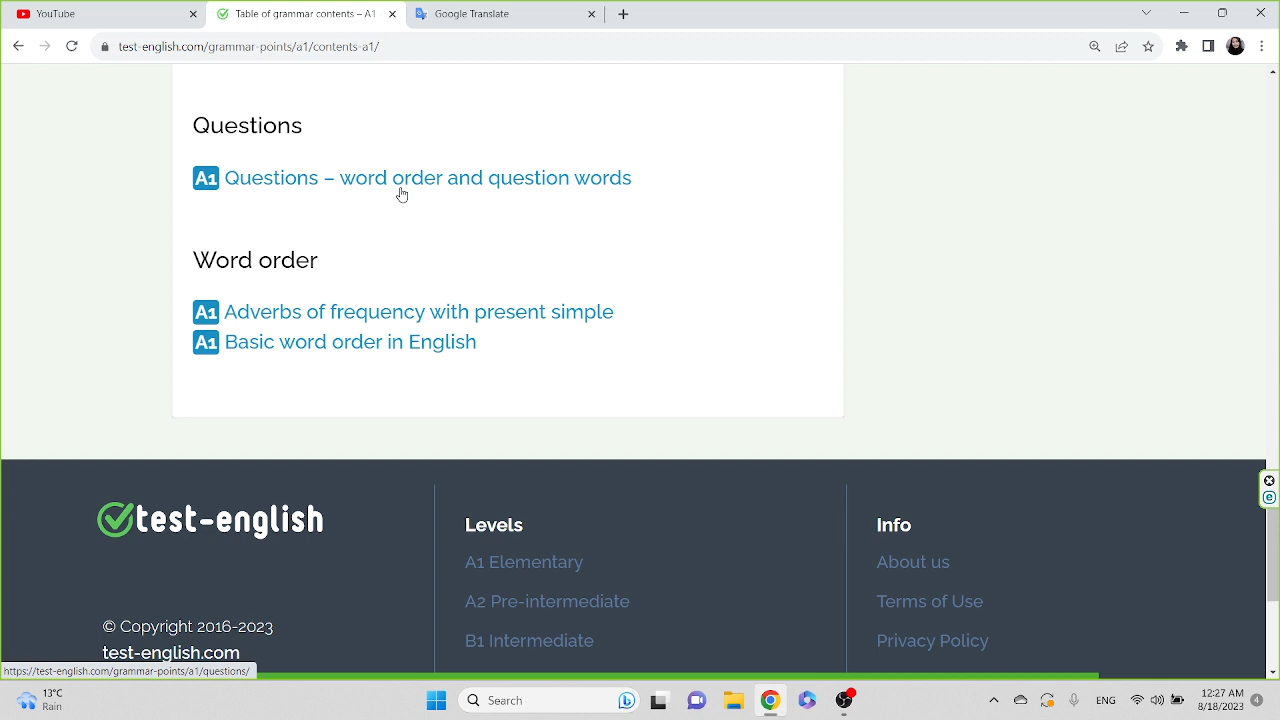 YouTube
Table of grammar contents – A1
Google Translate
test-english.com/grammar-points/a1/contents-a1/
Questions
A1 Questions – word order and question words
Word order
A1 Adverbs of frequency with present simple
A1 Basic word order in English
test-english
Levels
Info
A1 Elementary
About us
A2 Pre-intermediate
Terms of Use
© Copyright 2016-2023
B1 Intermediate
Privacy Policy
test-english.com
https://test-english.com/grammar-points/a1/questions/
13°C
Rain
Search
ENG
12:27 AM
8/18/2023
4